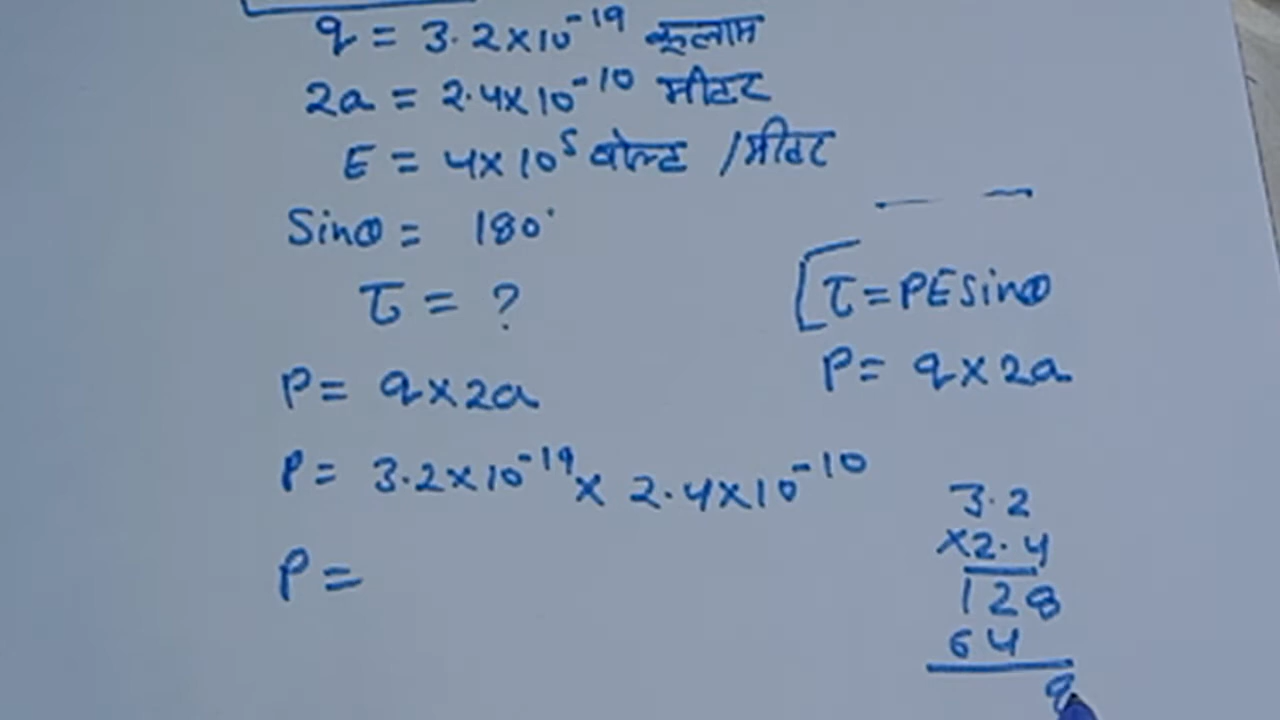 q = 3.2×10⁻¹⁹ कूलाम
2a = 2.4×10⁻¹⁰ मीटर
E = 4×10⁵ वोल्ट /मीटर
Sinθ = 180°
τ = ?
τ = PESinθ
P = q×2a
P = q×2a
P = 3.2×10⁻¹⁹ × 2.4×10⁻¹⁰
P =
3.2
×2.4
128
64